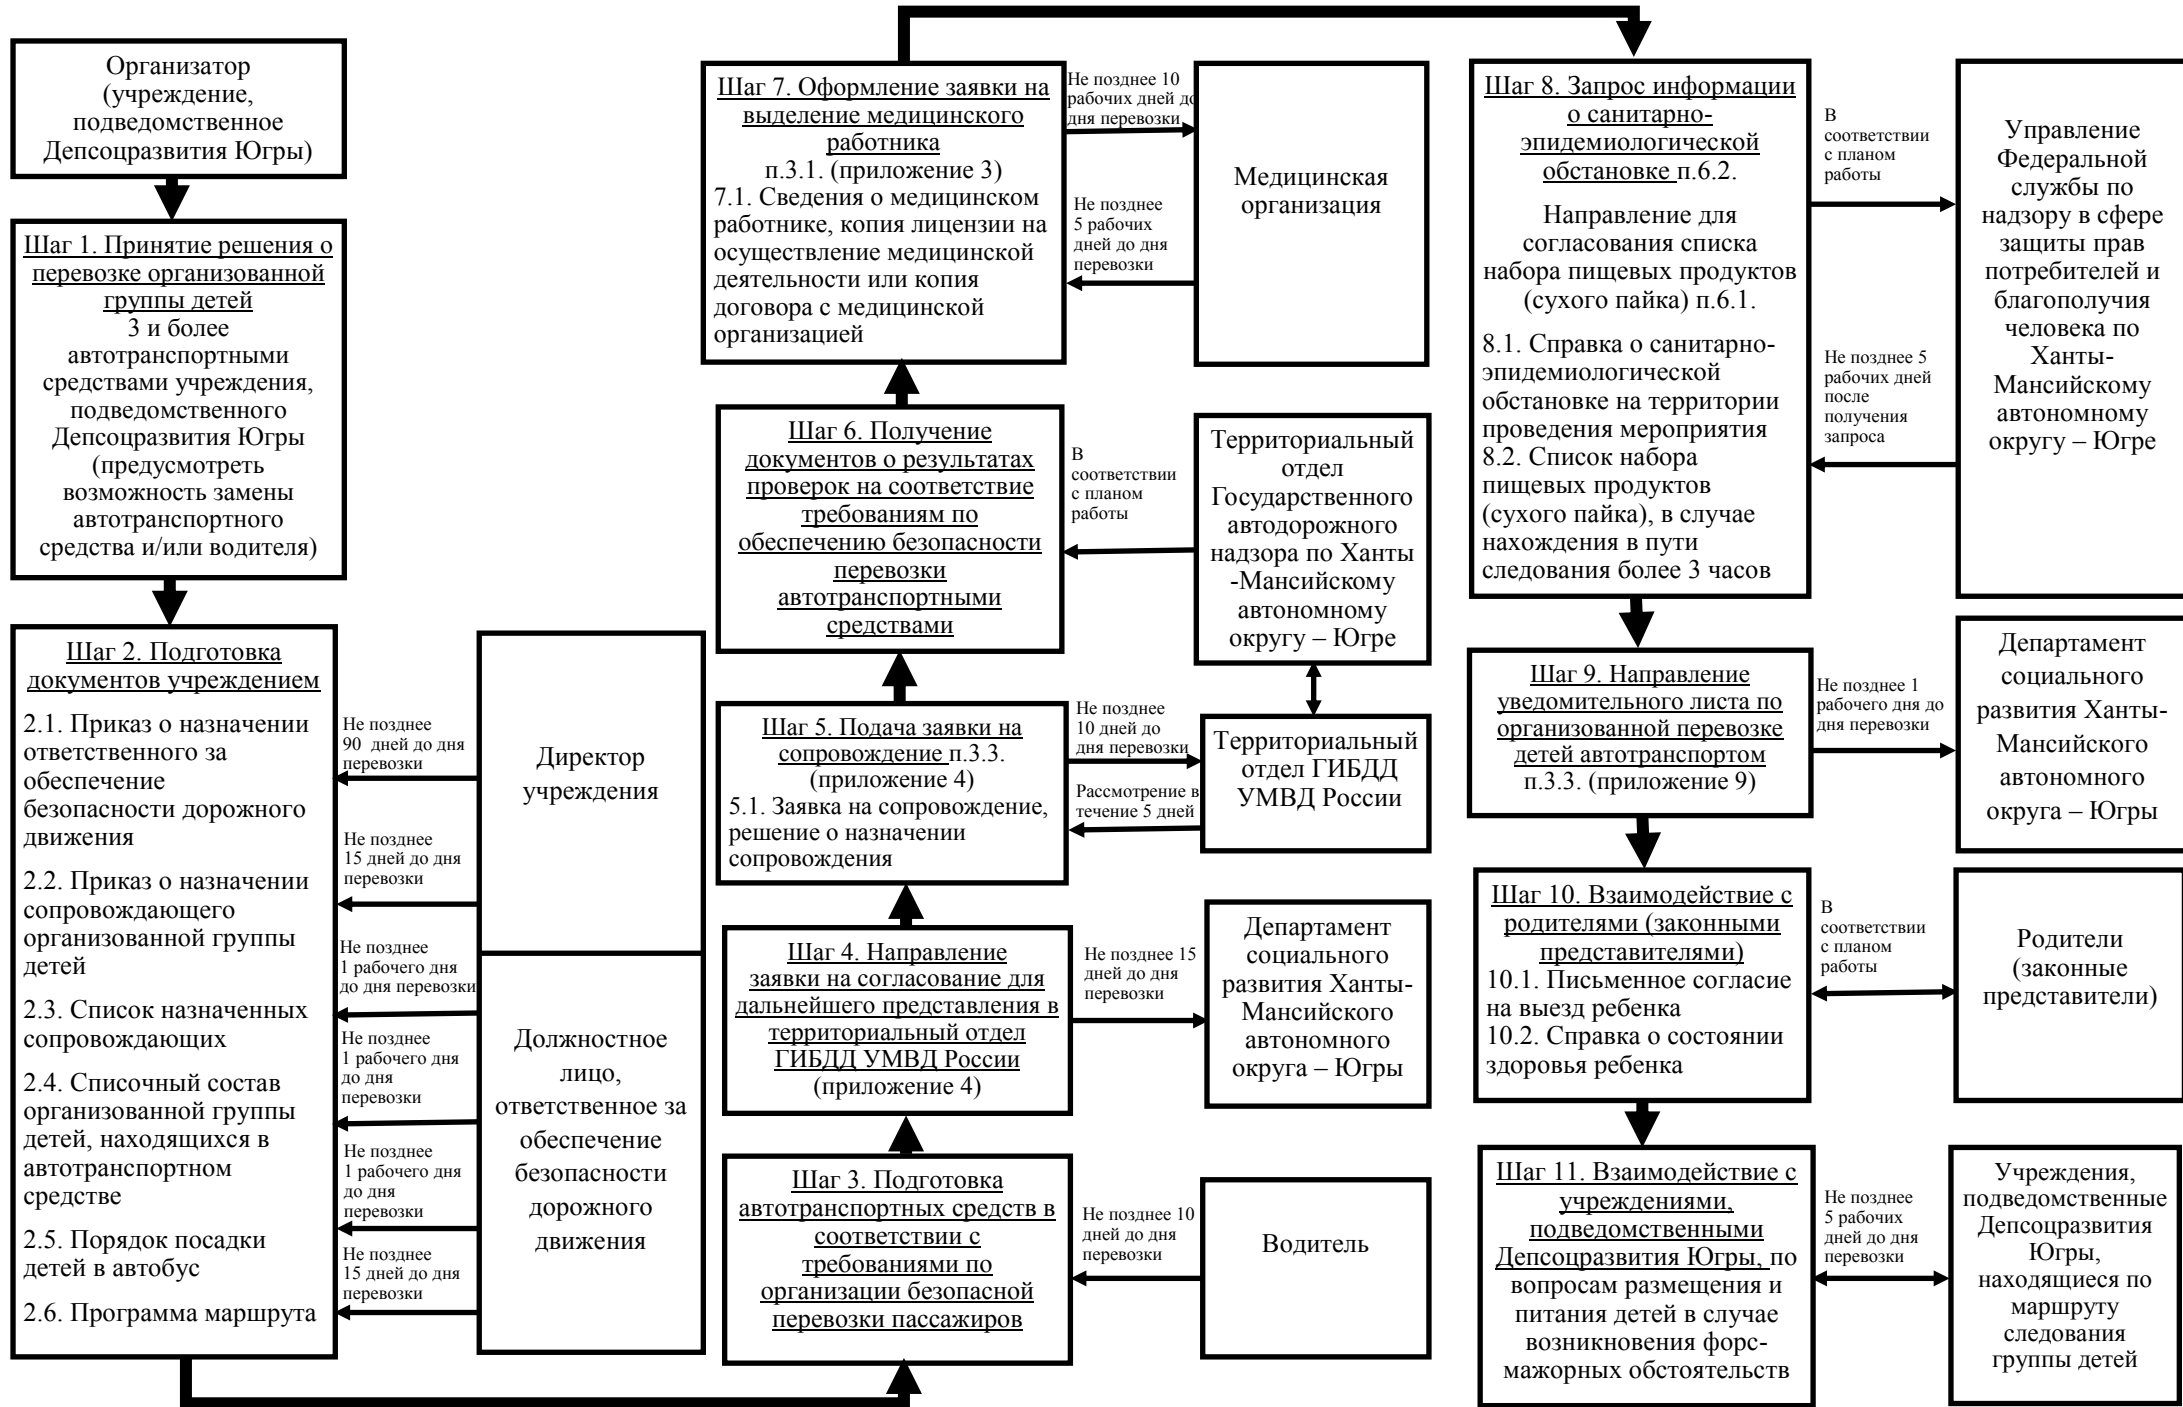 Организатор
(учреждение,
подведомственное
Депсоцразвития Югры)
Шаг 1. Принятие решения о
перевозке организованной
группы детей
3 и более
автотранспортными
средствами учреждения,
подведомственного
Депсоцразвития Югры
(предусмотреть
возможность замены
автотранспортного
средства и/или водителя)
Шаг 2. Подготовка
документов учреждением
2.1. Приказ о назначении
ответственного за
обеспечение
безопасности дорожного
движения
2.2. Приказ о назначении
сопровождающего
организованной группы
детей
2.3. Список назначенных
сопровождающих
2.4. Списочный состав
организованной группы
детей, находящихся в
автотранспортном
средстве
2.5. Порядок посадки
детей в автобус
2.6. Программа маршрута
Не позднее
90 дней до дня
перевозки
Не позднее
15 дней до дня
перевозки
Не позднее
1 рабочего дня
до дня перевозки
Не позднее
1 рабочего дня
до дня
перевозки
Не позднее
1 рабочего дня
до дня
перевозки
Не позднее
15 дней до дня
перевозки
Директор
учреждения
Должностное
лицо,
ответственное за
обеспечение
безопасности
дорожного
движения
Шаг 7. Оформление заявки на
выделение медицинского
работника
п.3.1. (приложение 3)
7.1. Сведения о медицинском
работнике, копия лицензии на
осуществление медицинской
деятельности или копия
договора с медицинской
организацией
Не позднее 10
рабочих дней до
дня перевозки
Не позднее
5 рабочих
дней до дня
перевозки
Медицинская
организация
Шаг 6. Получение
документов о результатах
проверок на соответствие
требованиям по
обеспечению безопасности
перевозки
автотранспортными
средствами
В
соответствии
с планом
работы
Территориальный
отдел
Государственного
автодорожного
надзора по Ханты
-Мансийскому
автономному
округу – Югре
Шаг 5. Подача заявки на
сопровождение п.3.3.
(приложение 4)
5.1. Заявка на сопровождение,
решение о назначении
сопровождения
Не позднее
10 дней до
дня перевозки
Рассмотрение в
течение 5 дней
Территориальный
отдел ГИБДД
УМВД России
Шаг 4. Направление
заявки на согласование для
дальнейшего представления в
территориальный отдел
ГИБДД УМВД России
(приложение 4)
Не позднее 15
дней до дня
перевозки
Департамент
социального
развития Ханты-
Мансийского
автономного
округа – Югры
Шаг 3. Подготовка
автотранспортных средств в
соответствии с
требованиями по
организации безопасной
перевозки пассажиров
Не позднее 10
дней до дня
перевозки
Водитель
Шаг 8. Запрос информации
о санитарно-
эпидемиологической
обстановке п.6.2.
Направление для
согласования списка
набора пищевых продуктов
(сухого пайка) п.6.1.
8.1. Справка о санитарно-
эпидемиологической
обстановке на территории
проведения мероприятия
8.2. Список набора
пищевых продуктов
(сухого пайка), в случае
нахождения в пути
следования более 3 часов
В
соответствии
с планом
работы
Не позднее 5
рабочих дней
после
получения
запроса
Управление
Федеральной
службы по
надзору в сфере
защиты прав
потребителей и
благополучия
человека по
Ханты-
Мансийскому
автономному
округу – Югре
Шаг 9. Направление
уведомительного листа по
организованной перевозке
детей автотранспортом
п.3.3. (приложение 9)
Не позднее 1
рабочего дня до
дня перевозки
Департамент
социального
развития Ханты-
Мансийского
автономного
округа – Югры
Шаг 10. Взаимодействие с
родителями (законными
представителями)
10.1. Письменное согласие
на выезд ребенка
10.2. Справка о состоянии
здоровья ребенка
В
соответствии
с планом
работы
Родители
(законные
представители)
Шаг 11. Взаимодействие с
учреждениями,
подведомственными
Депсоцразвития Югры, по
вопросам размещения и
питания детей в случае
возникновения форс-
мажорных обстоятельств
Не позднее
5 рабочих
дней до дня
перевозки
Учреждения,
подведомственные
Депсоцразвития
Югры,
находящиеся по
маршруту
следования
группы детей